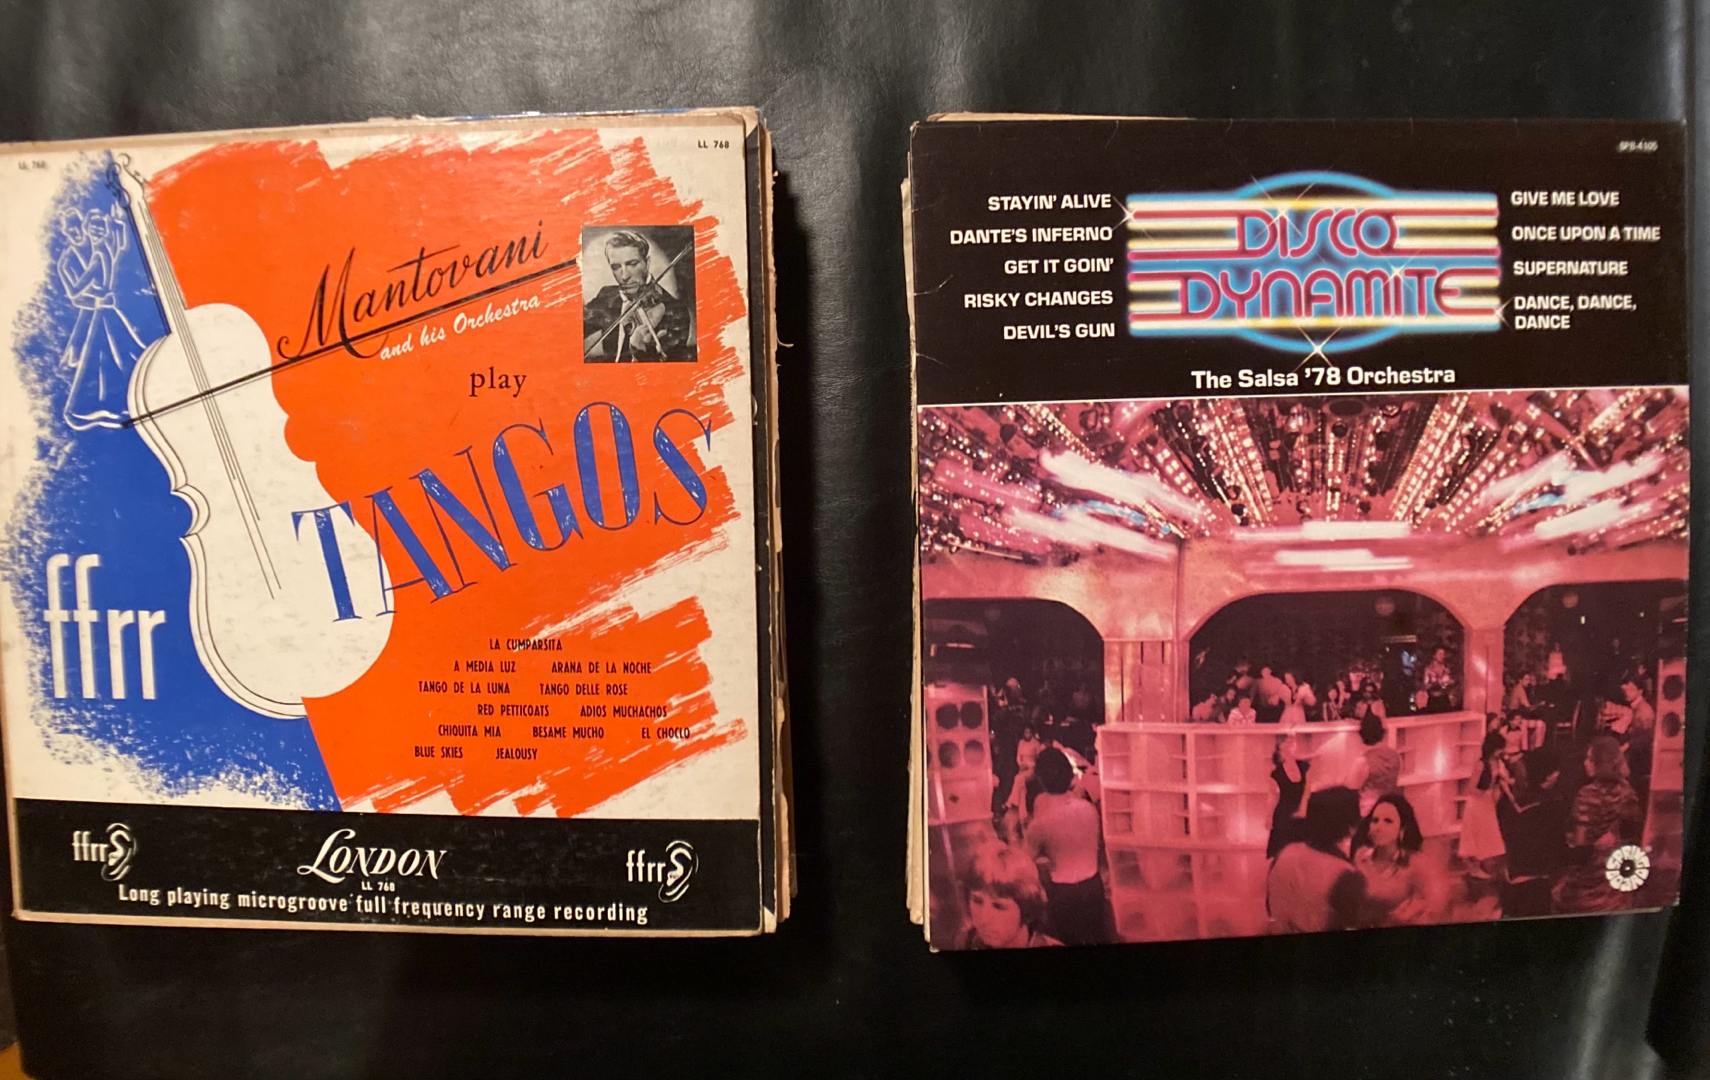 LL 768
LL 768
Mantovani
and his Orchestra
play
TANGOS
ffrr
LA CUMPARSITA
A MEDIA LUZ ARANA DE LA NOCHE
TANGO DE LA LUNA TANGO DELLE ROSE
RED PETTICOATS ADIOS MUCHACHOS
CHIQUITA MIA BESAME MUCHO EL CHOCLO
BLUE SKIES JEALOUSY
ffrr
LONDON
ffrr
LL 768
Long playing microgroove full frequency range recording
SPB-4105
STAYIN' ALIVE
DANTE'S INFERNO
GET IT GOIN'
RISKY CHANGES
DEVIL'S GUN
DISCO
DYNAMITE
GIVE ME LOVE
ONCE UPON A TIME
SUPERNATURE
DANCE, DANCE,
DANCE
The Salsa '78 Orchestra
SPRINGBOARD